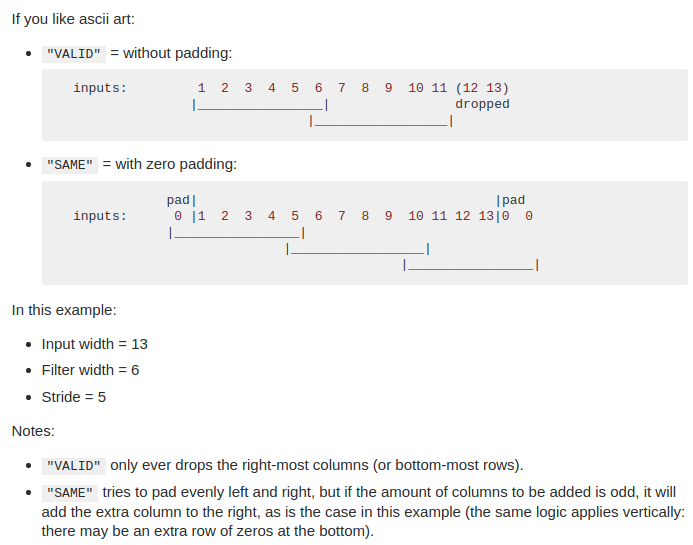 If you like ascii art:
• "VALID" = without padding:
inputs:         1  2  3  4  5  6  7  8  9  10 11 (12 13)
               |________________|                dropped
                              |_________________|
• "SAME" = with zero padding:
            pad|                                      |pad
inputs:      0 |1  2  3  4  5  6  7  8  9  10 11 12 13|0  0
            |________________|
                           |_________________|
                                          |________________|
In this example:
• Input width = 13
• Filter width = 6
• Stride = 5
Notes:
• "VALID" only ever drops the right-most columns (or bottom-most rows).
• "SAME" tries to pad evenly left and right, but if the amount of columns to be added is odd, it will
add the extra column to the right, as is the case in this example (the same logic applies vertically:
there may be an extra row of zeros at the bottom).